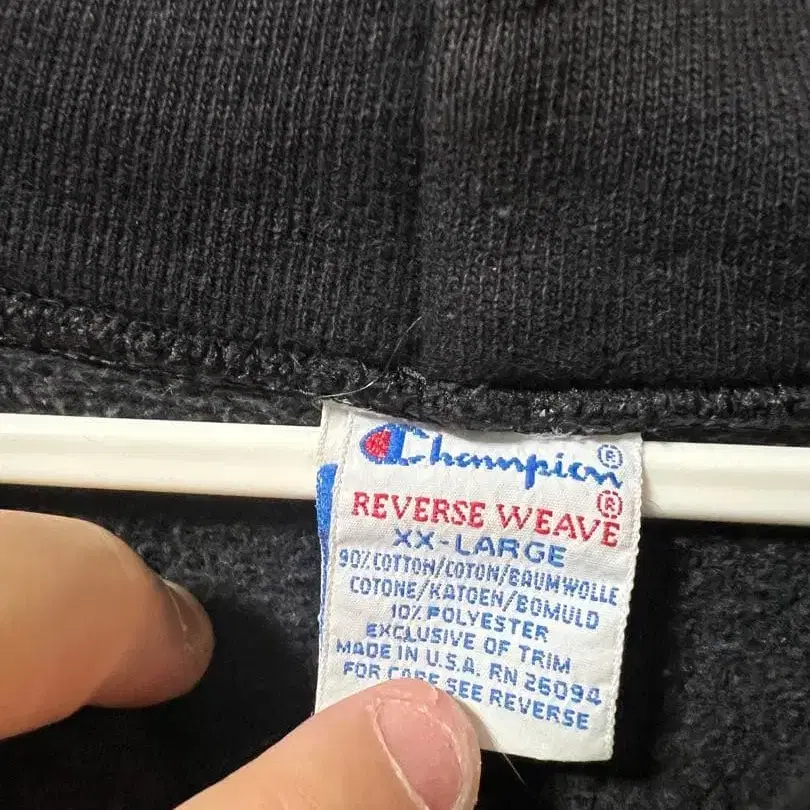 Champion®
REVERSE WEAVE®
XX-LARGE
90% COTTON/COTON/BAUMWOLLE
COTONE/KATOEN/BOMULD
10% POLYESTER
EXCLUSIVE OF TRIM
MADE IN U.S.A. RN 26094
FOR CARE SEE REVERSE